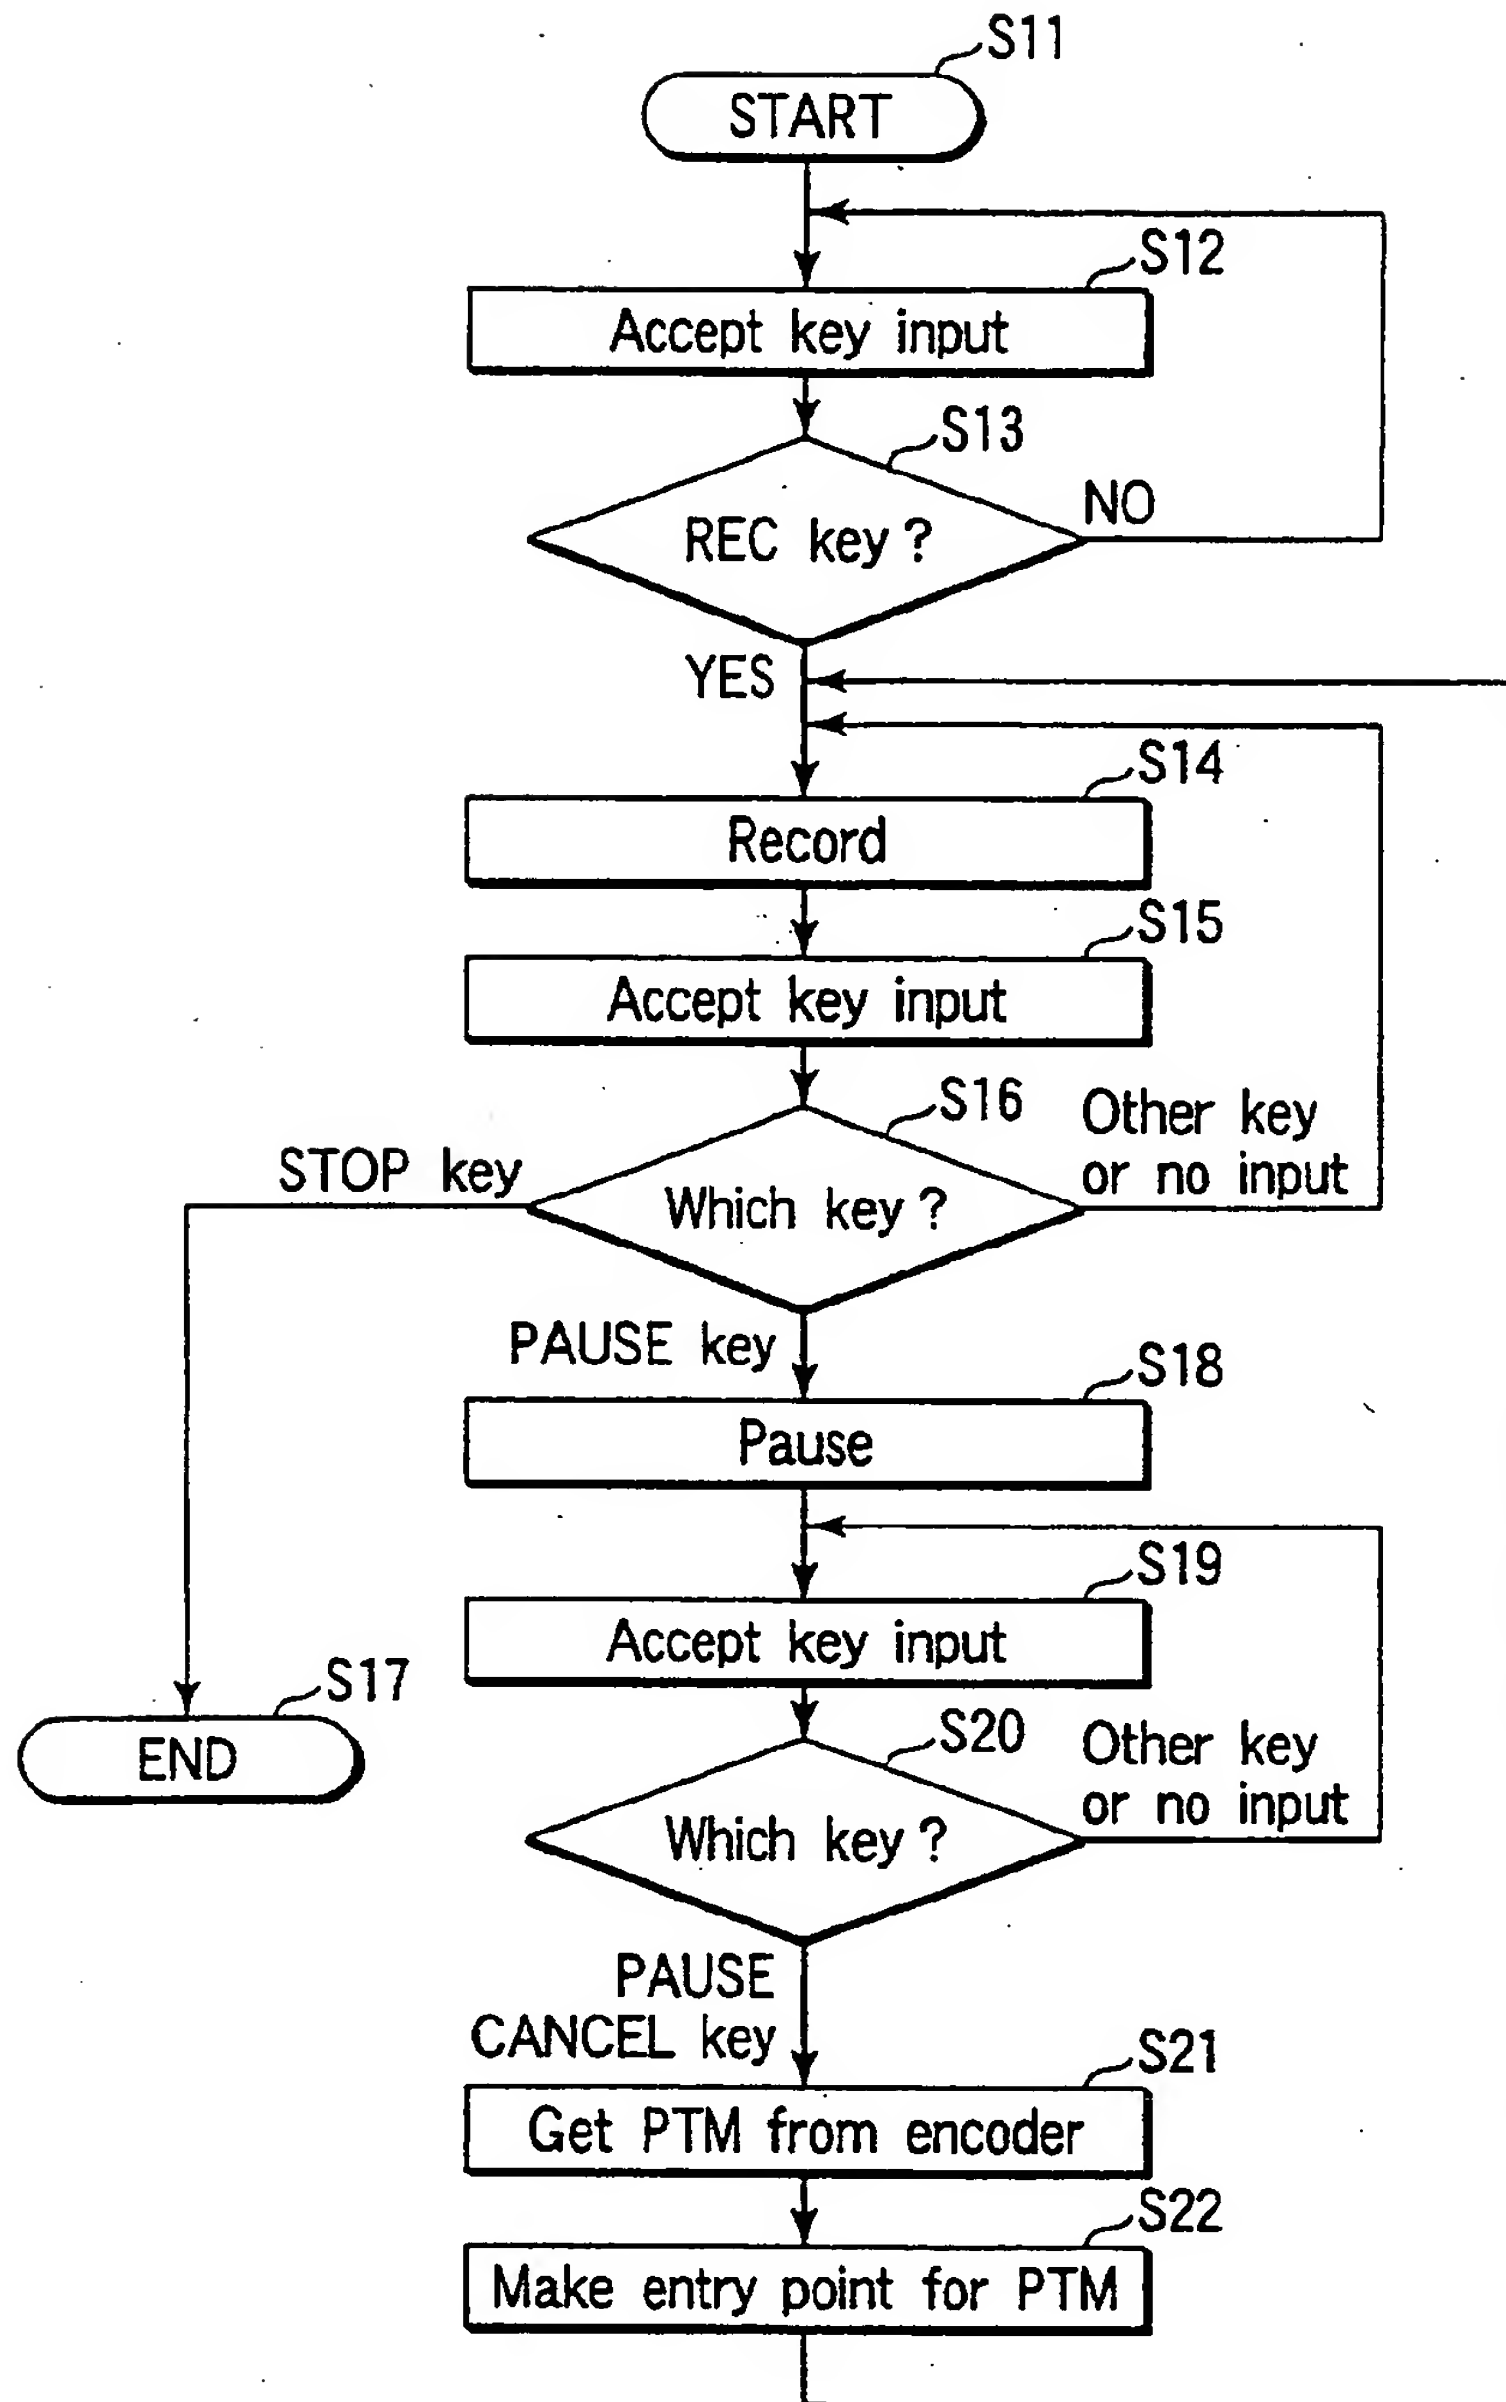 S11
START
S12
Accept key input
S13
REC key ?
NO
YES
S14
Record
S15
Accept key input
S16
Other key
or no input
STOP key
Which key ?
PAUSE key
S18
Pause
S19
Accept key input
S17
END
S20
Other key
or no input
Which key ?
PAUSE
CANCEL key
S21
Get PTM from encoder
S22
Make entry point for PTM